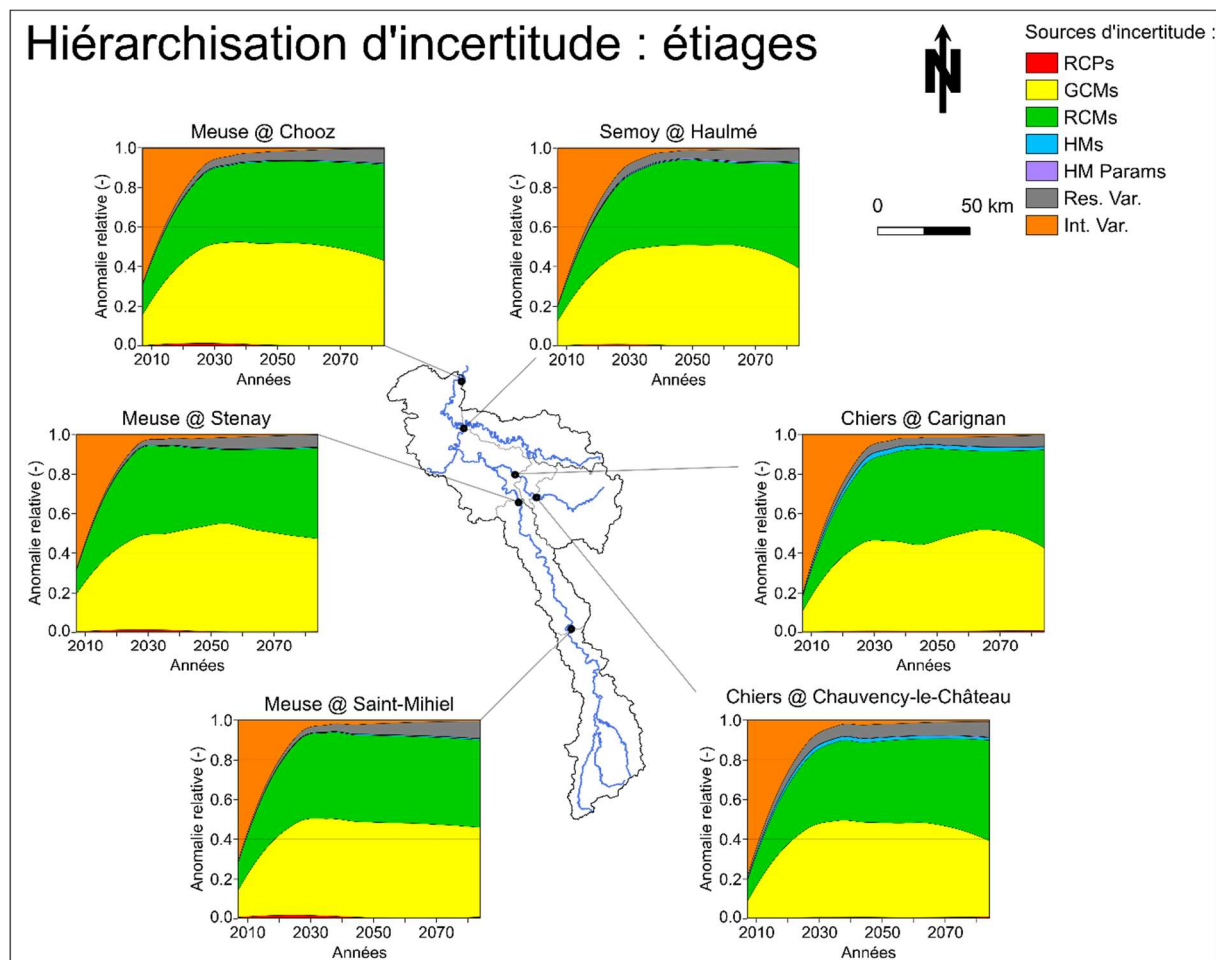 Hiérarchisation d'incertitude : étiages
N
0 50 km
Sources d'incertitude :
RCPs
GCMs
RCMs
HMs
HM Params
Res. Var.
Int. Var.
Meuse @ Chooz
Anomalie relative (-)
1.0
0.8
0.6
0.4
0.2
0.0
2010 2030 2050 2070
Années
Semoy @ Haulmé
Anomalie relative (-)
1.0
0.8
0.6
0.4
0.2
0.0
2010 2030 2050 2070
Années
Meuse @ Stenay
Anomalie relative (-)
1.0
0.8
0.6
0.4
0.2
0.0
2010 2030 2050 2070
Années
Chiers @ Carignan
Anomalie relative (-)
1.0
0.8
0.6
0.4
0.2
0.0
2010 2030 2050 2070
Années
Meuse @ Saint-Mihiel
Anomalie relative (-)
1.0
0.8
0.6
0.4
0.2
0.0
2010 2030 2050 2070
Années
Chiers @ Chauvency-le-Château
Anomalie relative (-)
1.0
0.8
0.6
0.4
0.2
0.0
2010 2030 2050 2070
Années